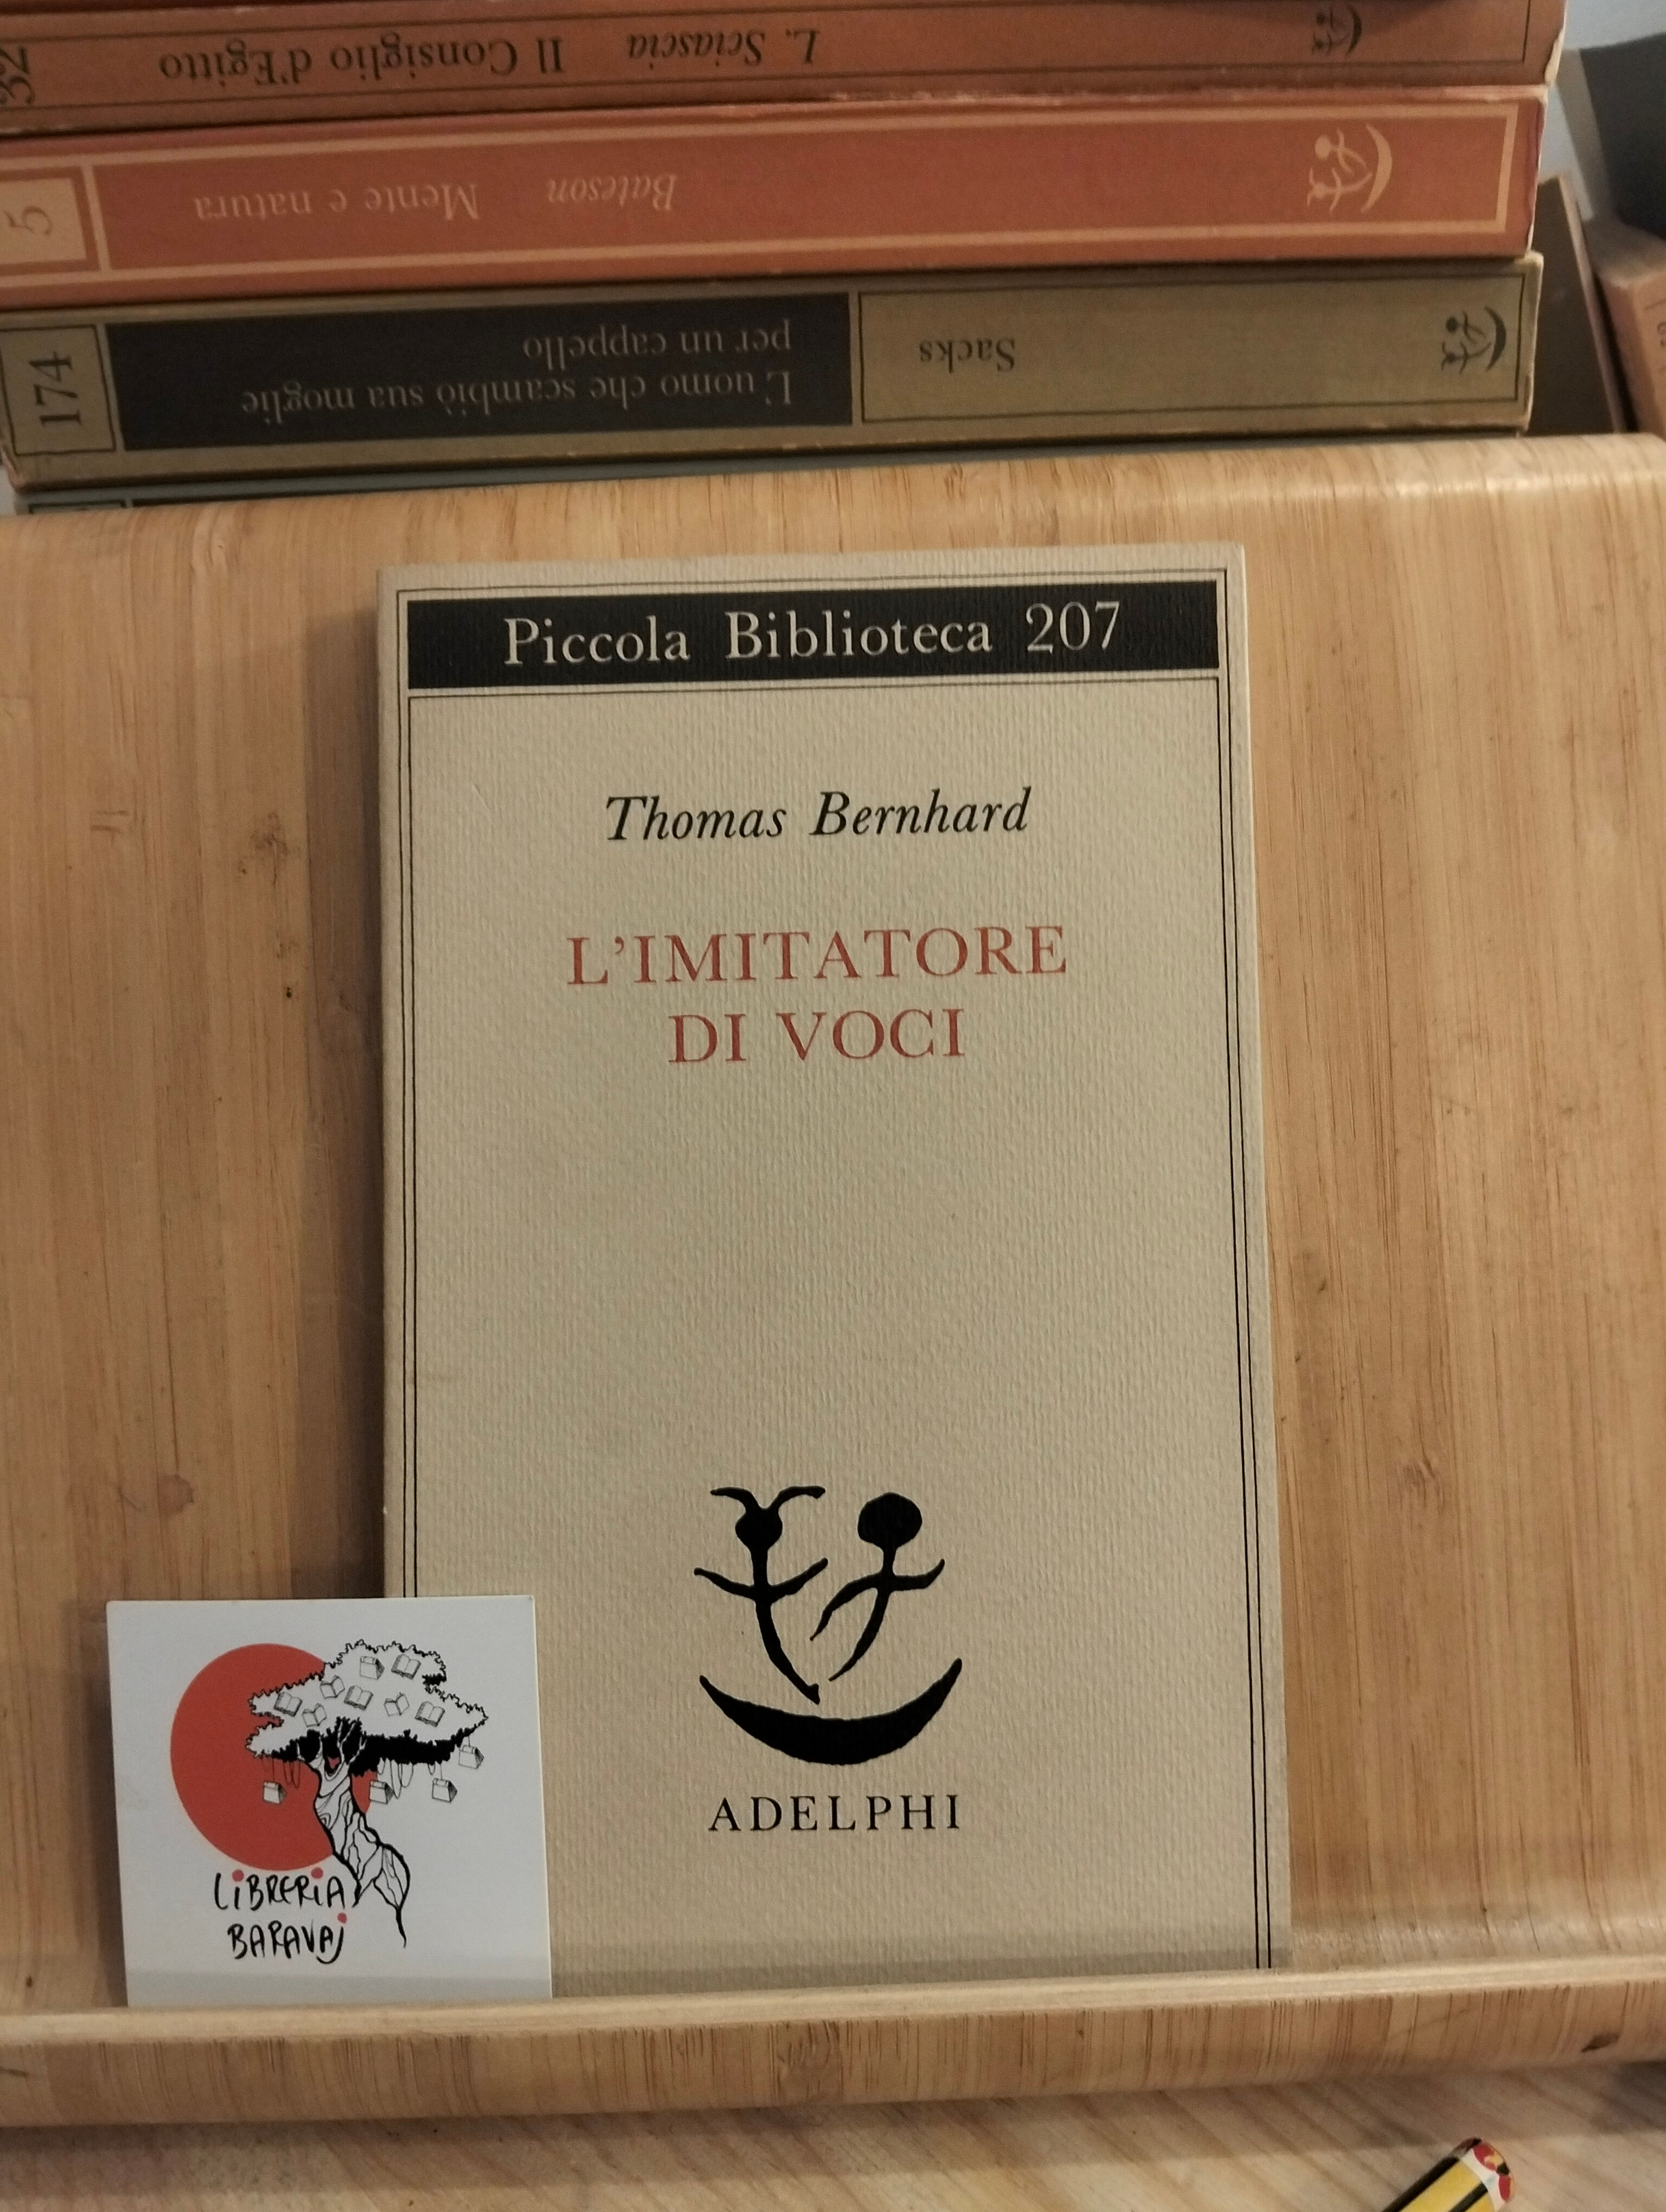 32
L. Sciascia Il Consiglio d'Egitto
5
Bateson Mente e natura
174
Sacks
L'uomo che scambiò sua moglie
per un cappello
Piccola Biblioteca 207
Thomas Bernhard
L'IMITATORE
DI VOCI
ADELPHI
LiBRERiA
BARAVAj